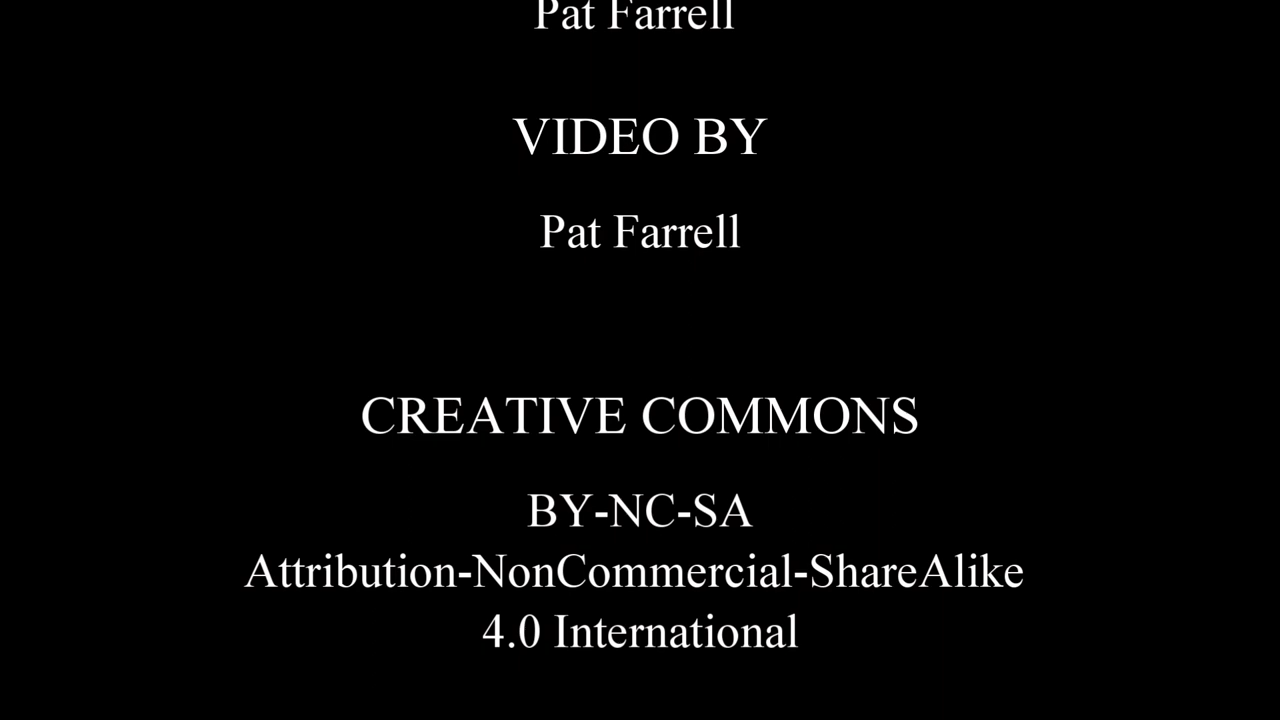 Pat Farrell
VIDEO BY
Pat Farrell
CREATIVE COMMONS
BY-NC-SA
Attribution-NonCommercial-ShareAlike
4.0 International